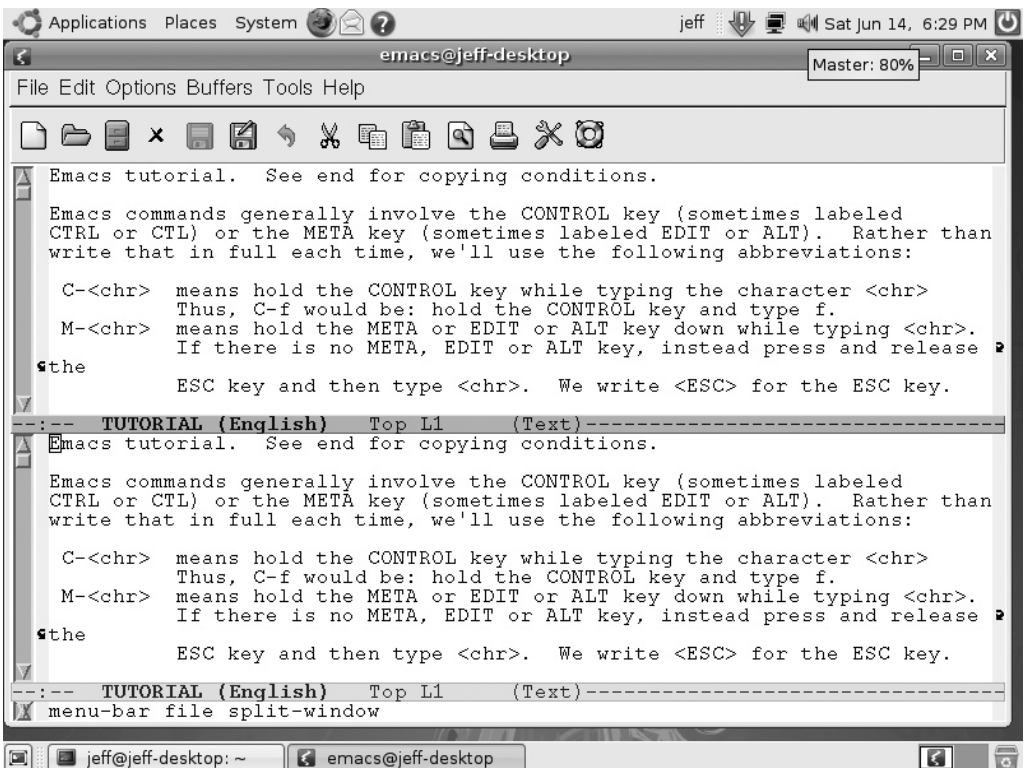 Applications Places System jeff Sat Jun 14, 6:29 PM
emacs@jeff-desktop
Master: 80%
File Edit Options Buffers Tools Help
Emacs tutorial.  See end for copying conditions.
Emacs commands generally involve the CONTROL key (sometimes labeled
CTRL or CTL) or the META key (sometimes labeled EDIT or ALT).  Rather than
write that in full each time, we'll use the following abbreviations:
C-<chr>  means hold the CONTROL key while typing the character <chr>
Thus, C-f would be: hold the CONTROL key and type f.
M-<chr>  means hold the META or EDIT or ALT key down while typing <chr>.
If there is no META, EDIT or ALT key, instead press and release
the
ESC key and then type <chr>.  We write <ESC> for the ESC key.
--:--  TUTORIAL (English)   Top L1     (Text)---------------------------------
Emacs tutorial.  See end for copying conditions.
Emacs commands generally involve the CONTROL key (sometimes labeled
CTRL or CTL) or the META key (sometimes labeled EDIT or ALT).  Rather than
write that in full each time, we'll use the following abbreviations:
C-<chr>  means hold the CONTROL key while typing the character <chr>
Thus, C-f would be: hold the CONTROL key and type f.
M-<chr>  means hold the META or EDIT or ALT key down while typing <chr>.
If there is no META, EDIT or ALT key, instead press and release
the
ESC key and then type <chr>.  We write <ESC> for the ESC key.
--:--  TUTORIAL (English)   Top L1     (Text)---------------------------------
menu-bar file split-window
jeff@jeff-desktop: ~ emacs@jeff-desktop